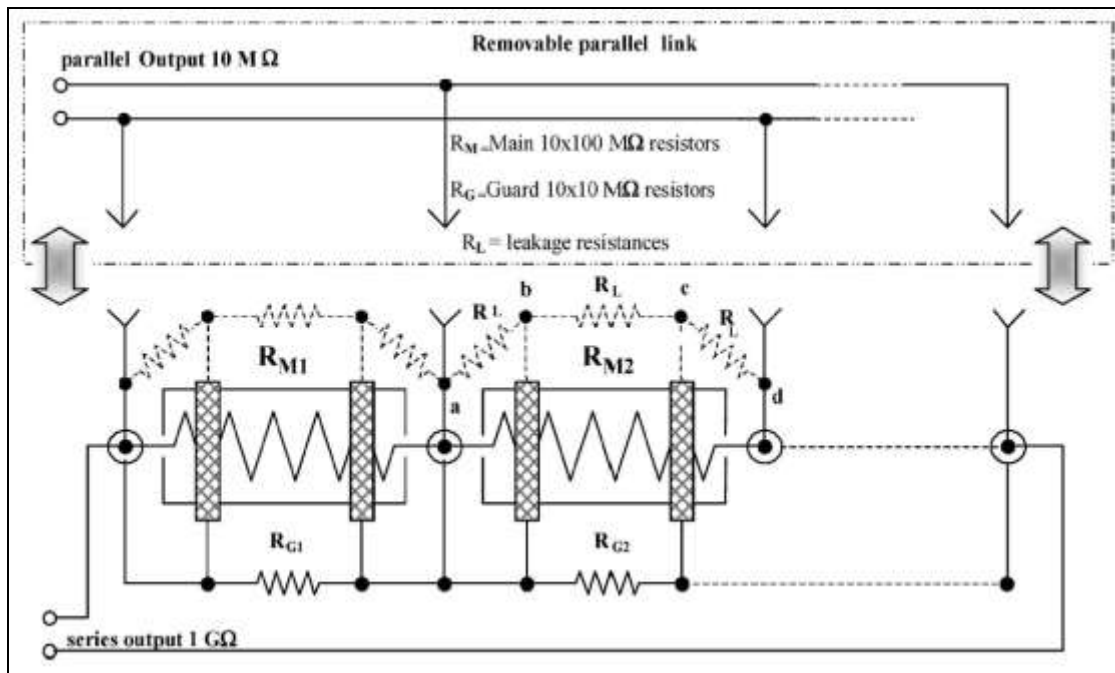 Removable parallel link
parallel Output 10 M Ω
R_M =Main 10x100 MΩ resistors
R_G =Guard 10x10 MΩ resistors
R_L = leakage resistances
b
R_L
c
R_L
R_L
R_M1
R_M2
a
d
R_G1
R_G2
series output 1 GΩ